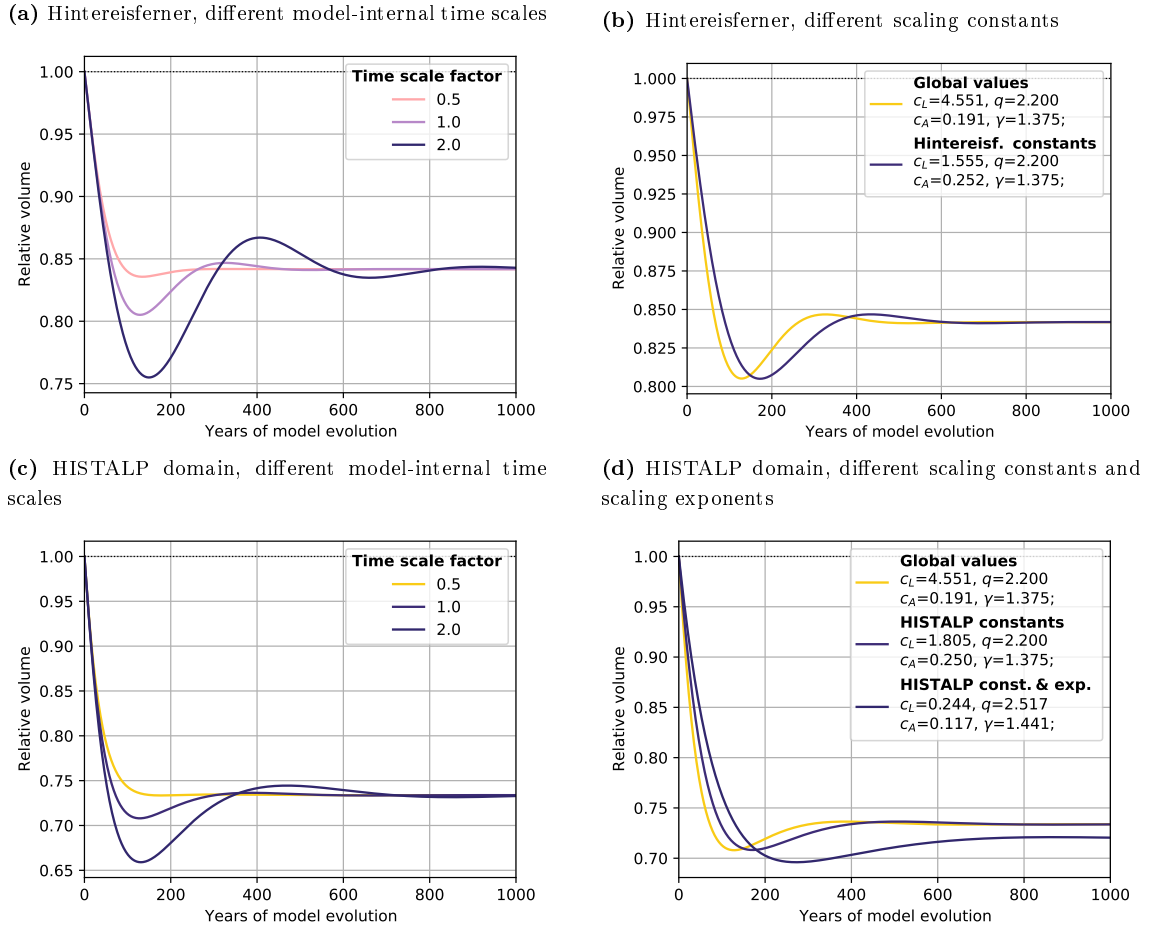 (a) Hintereisferner, different model-internal time scales
1.00
0.95
0.90
0.85
0.80
0.75
Relative volume
Time scale factor
0.5
1.0
2.0
0 200 400 600 800 1000
Years of model evolution
(b) Hintereisferner, different scaling constants
1.000
0.975
0.950
0.925
0.900
0.875
0.850
0.825
0.800
Relative volume
Global values
c_L=4.551, q=2.200
c_A=0.191, γ=1.375;
Hintereisf. constants
c_L=1.555, q=2.200
c_A=0.252, γ=1.375;
0 200 400 600 800 1000
Years of model evolution
(c) HISTALP domain, different model-internal time
scales
1.00
0.95
0.90
0.85
0.80
0.75
0.70
0.65
Relative volume
Time scale factor
0.5
1.0
2.0
0 200 400 600 800 1000
Years of model evolution
(d) HISTALP domain, different scaling constants and
scaling exponents
1.00
0.95
0.90
0.85
0.80
0.75
0.70
Relative volume
Global values
c_L=4.551, q=2.200
c_A=0.191, γ=1.375;
HISTALP constants
c_L=1.805, q=2.200
c_A=0.250, γ=1.375;
HISTALP const. & exp.
c_L=0.244, q=2.517
c_A=0.117, γ=1.441;
0 200 400 600 800 1000
Years of model evolution